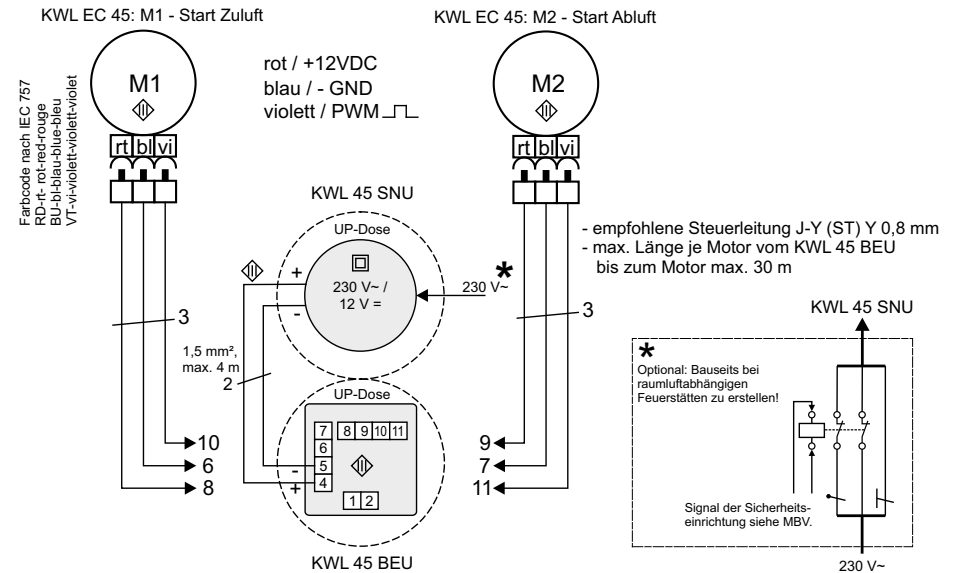 KWL EC 45: M1 - Start Zuluft
M1
rt bl vi
Farbcode nach IEC 757
RD-rt- rot-red-rouge
BU-bl-blau-blue-bleu
VT-vi-violett-violett-violet
3
10
6
8
rot / +12VDC
blau / - GND
violett / PWM
KWL 45 SNU
UP-Dose
230 V~ /
12 V =
+
-
230 V~
*
1,5 mm²,
max. 4 m
2
UP-Dose
7 8 9 10 11
6
5
4
1 2
-
+
KWL 45 BEU
KWL EC 45: M2 - Start Abluft
M2
rt bl vi
3
9
7
11
- empfohlene Steuerleitung J-Y (ST) Y 0,8 mm
- max. Länge je Motor vom KWL 45 BEU
bis zum Motor max. 30 m
KWL 45 SNU
*
Optional: Bauseits bei
raumluftabhängigen
Feuerstätten zu erstellen!
Signal der Sicherheits-
einrichtung siehe MBV.
230 V~